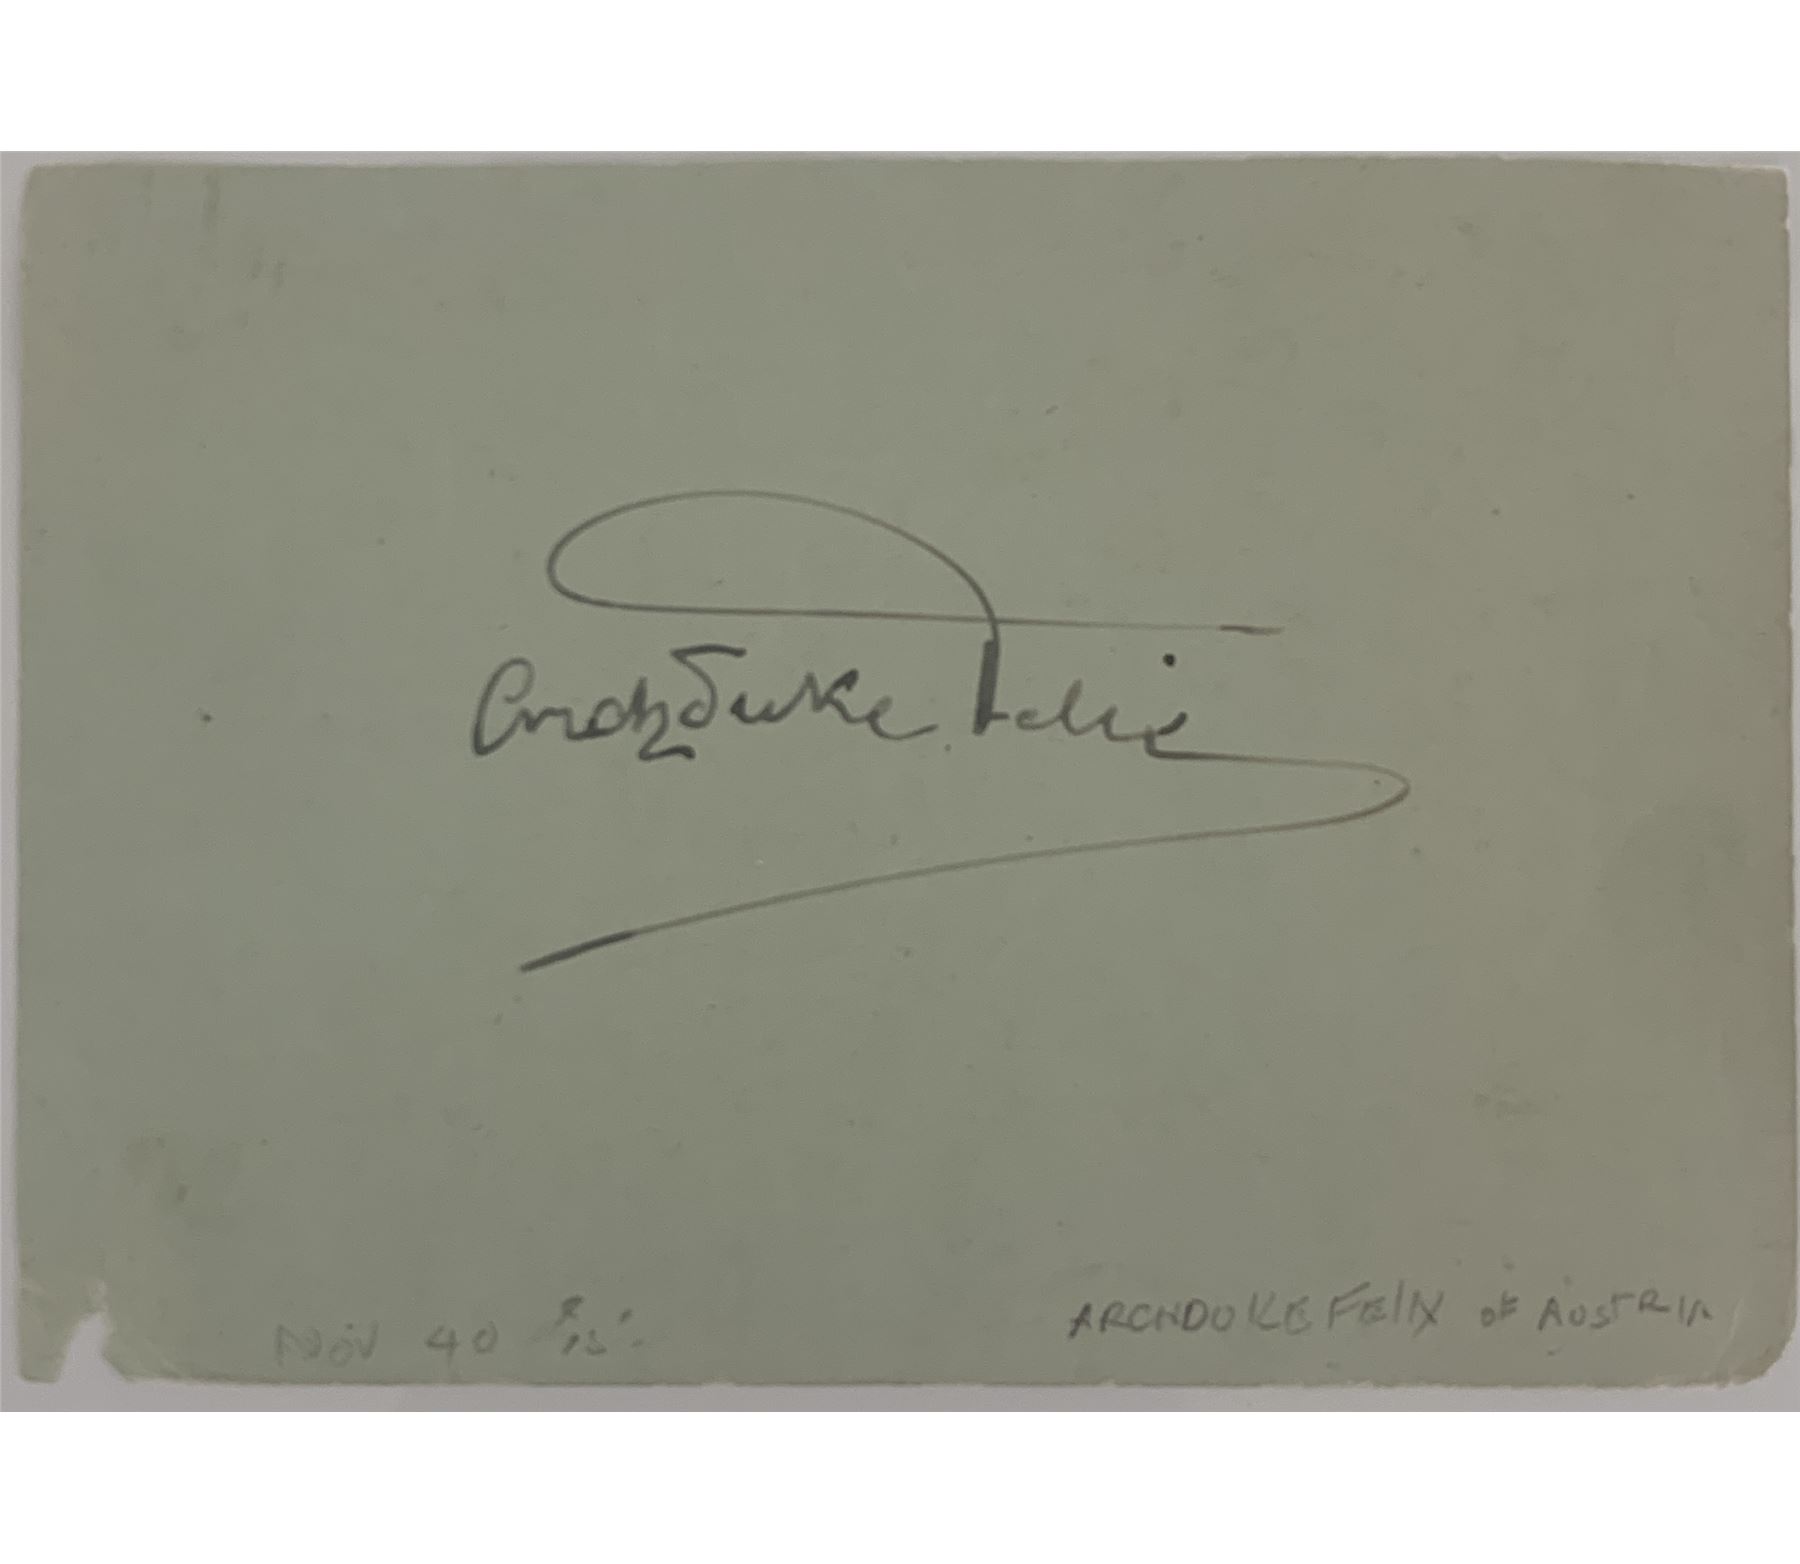 Archduke Felix
NOV 40
ARCHDUKE FELIX OF AUSTRIA